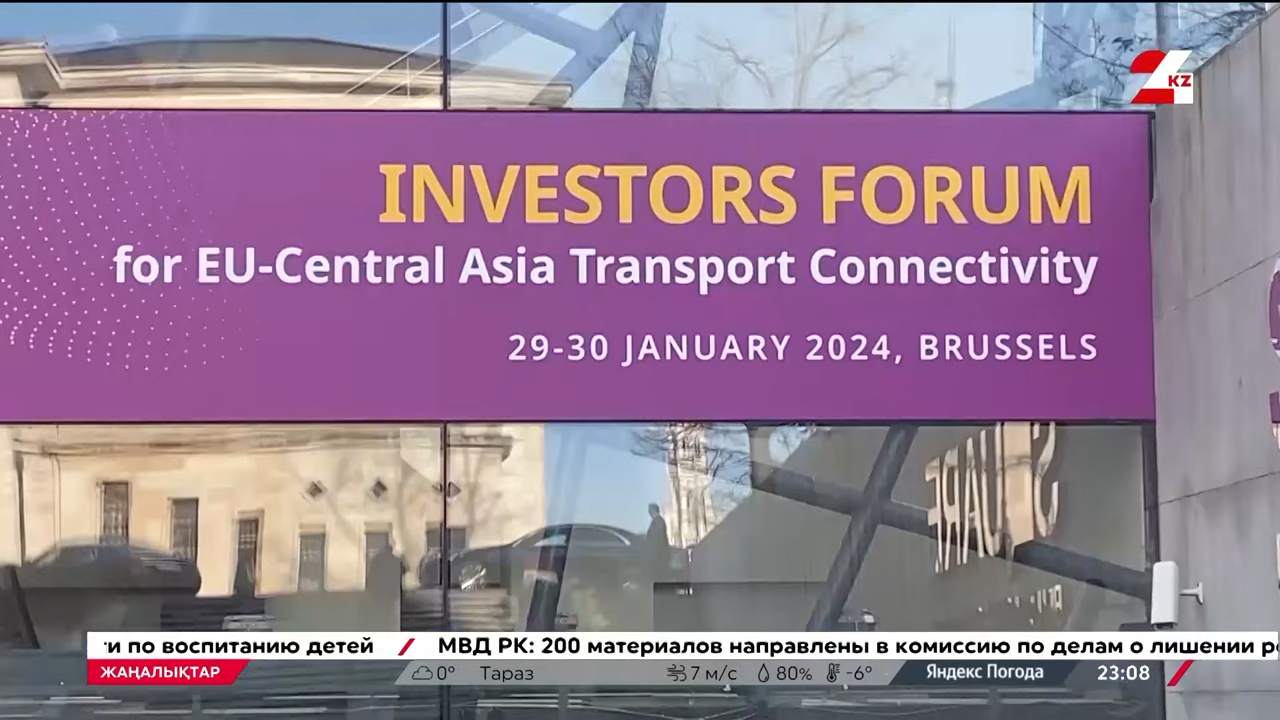 24 KZ
INVESTORS FORUM
for EU-Central Asia Transport Connectivity
29-30 JANUARY 2024, BRUSSELS
по воспитанию детей / МВД РК: 200 материалов направлены в комиссию по делам о лишении
ЖАҢАЛЫҚТАР 0° Тараз 7 м/с 80% -6° Яндекс Погода 23:08